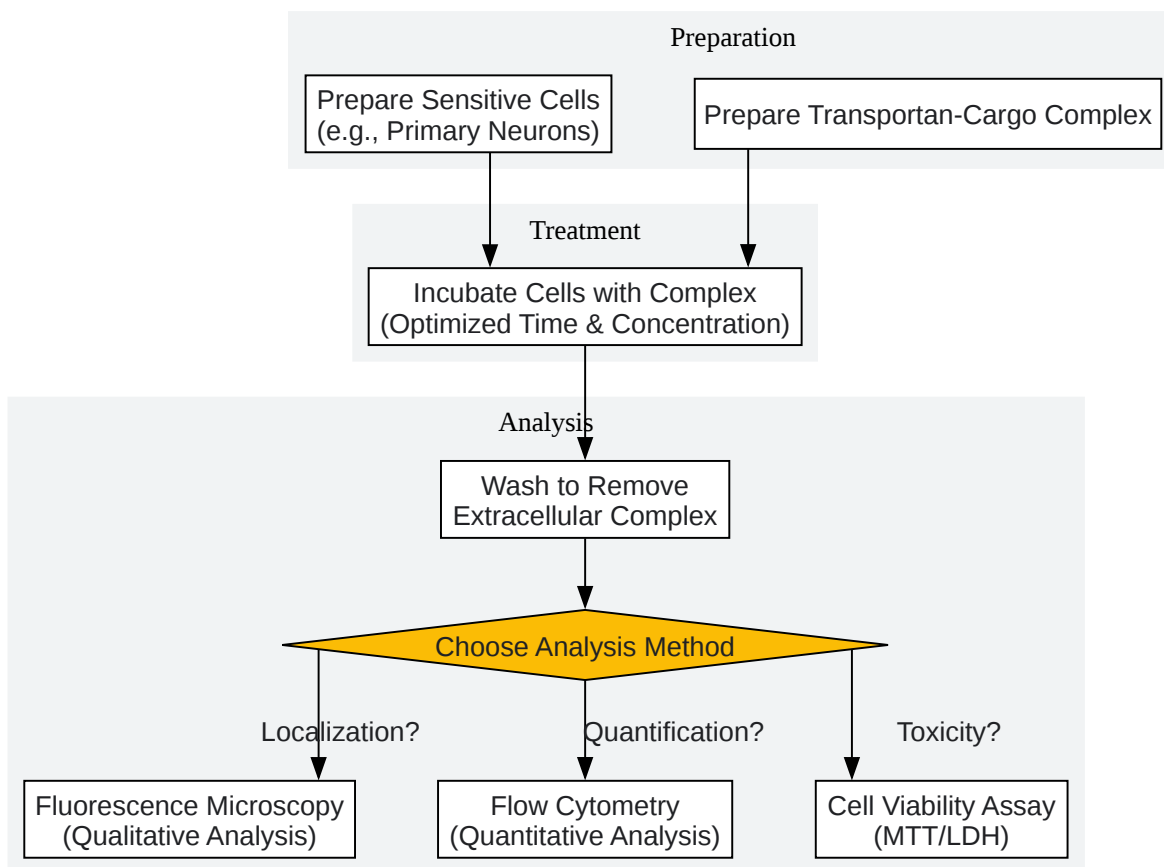 Preparation
Prepare Sensitive Cells
(e.g., Primary Neurons)
Prepare Transportan-Cargo Complex
Treatment
Incubate Cells with Complex
(Optimized Time & Concentration)
Analysis
Wash to Remove
Extracellular Complex
Choose Analysis Method
Localization?
Quantification?
Toxicity?
Fluorescence Microscopy
(Qualitative Analysis)
Flow Cytometry
(Quantitative Analysis)
Cell Viability Assay
(MTT/LDH)